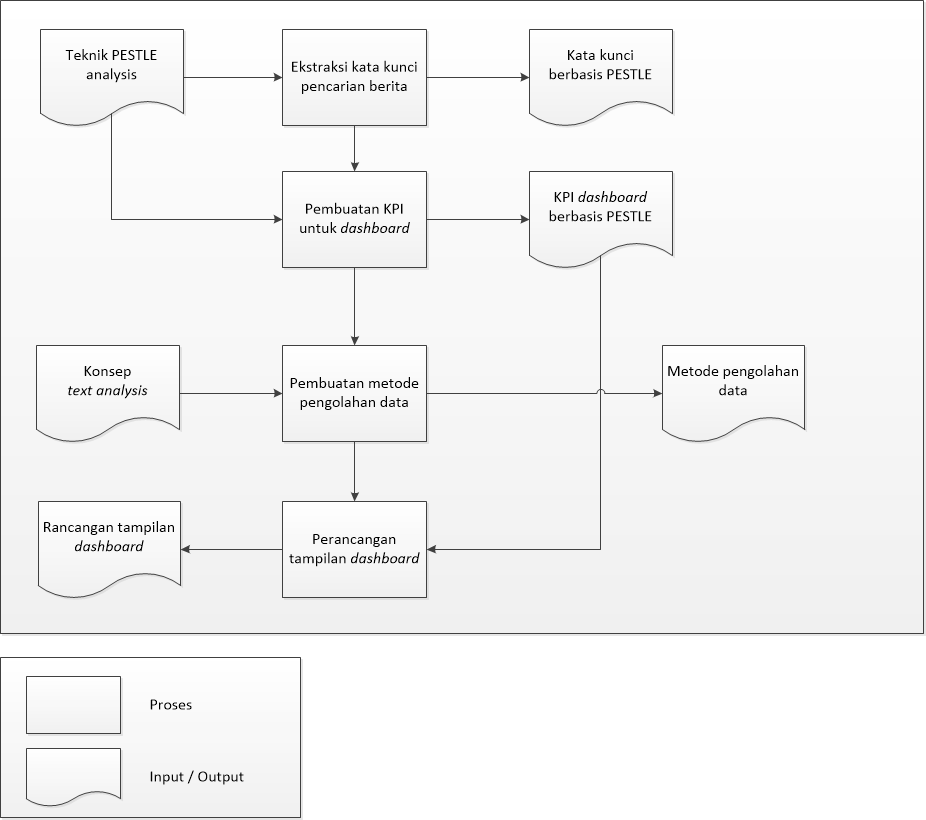 Teknik PESTLE
analysis
Ekstraksi kata kunci
pencarian berita
Kata kunci
berbasis PESTLE
Pembuatan KPI
untuk dashboard
KPI dashboard
berbasis PESTLE
Konsep
text analysis
Pembuatan metode
pengolahan data
Metode pengolahan
data
Rancangan tampilan
dashboard
Perancangan
tampilan dashboard
Proses
Input / Output